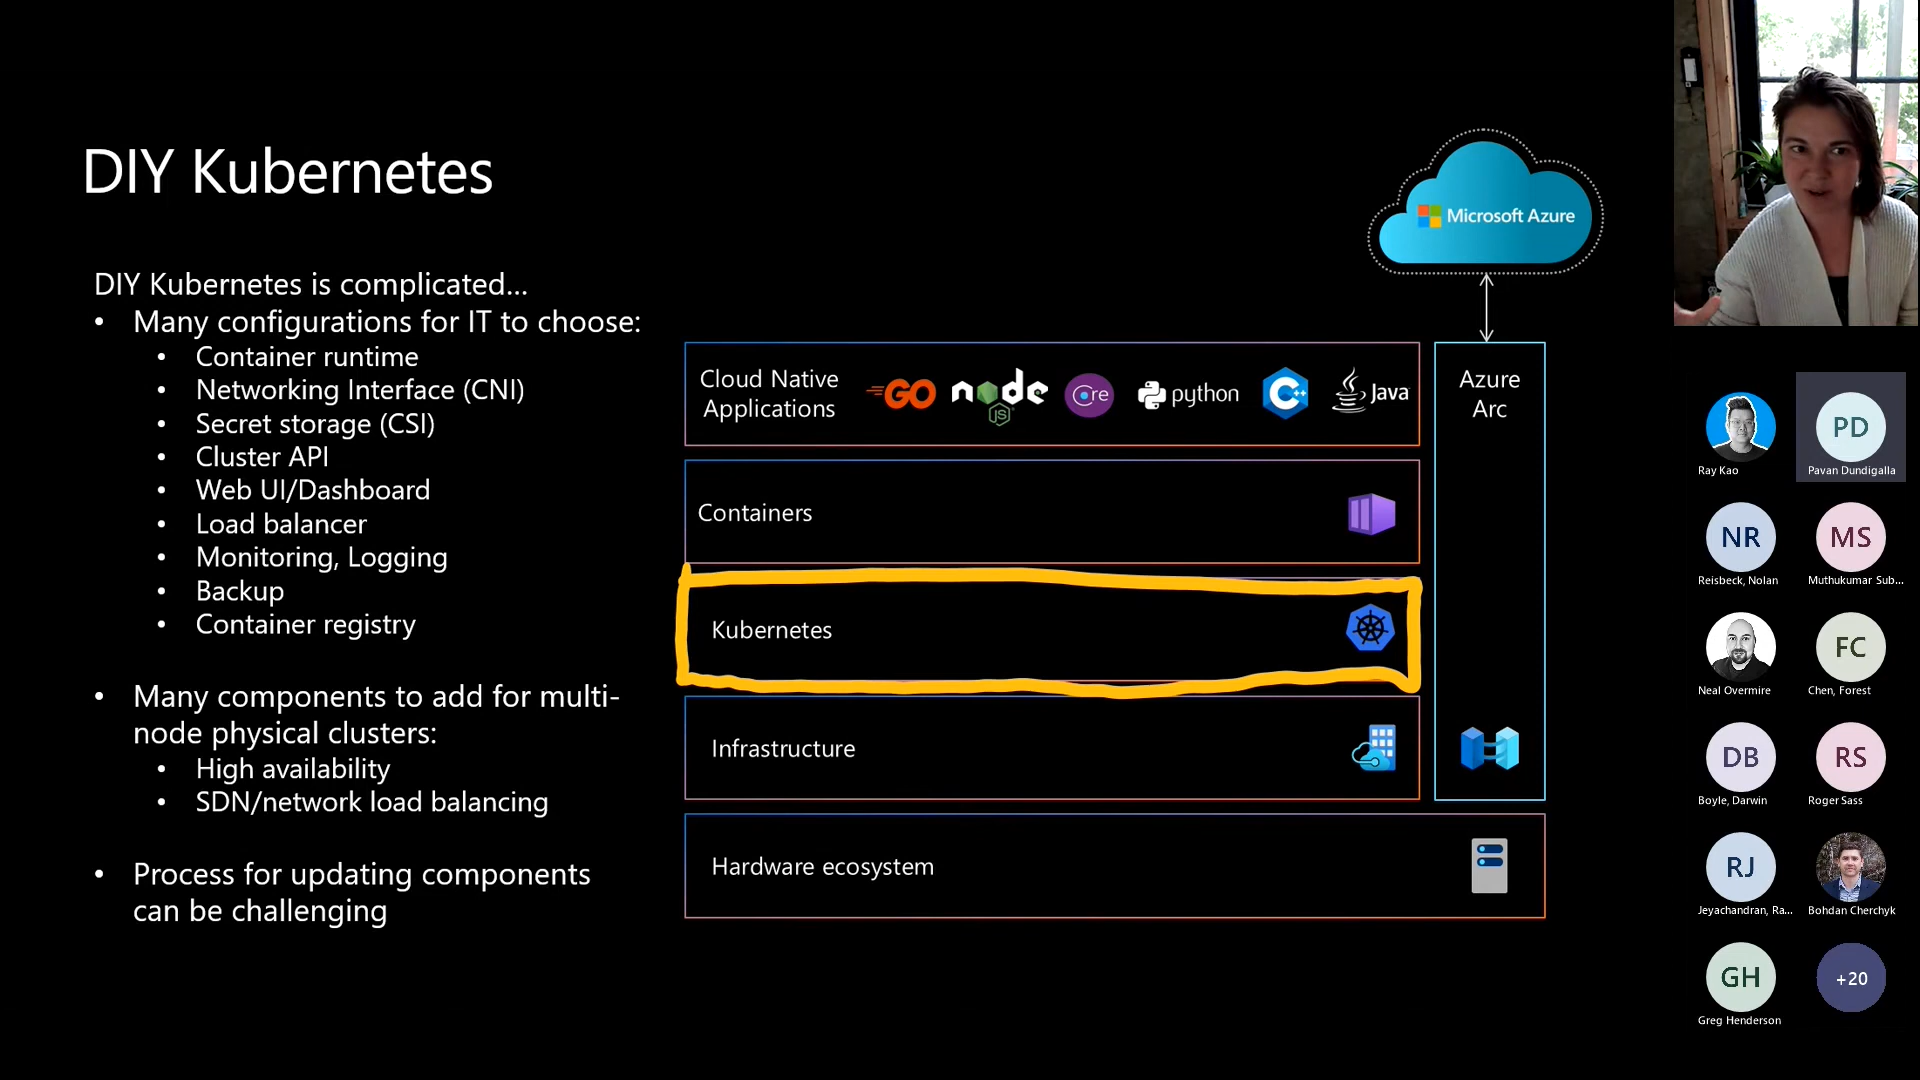 DIY Kubernetes
DIY Kubernetes is complicated...
• Many configurations for IT to choose:
• Container runtime
• Networking Interface (CNI)
• Secret storage (CSI)
• Cluster API
• Web UI/Dashboard
• Load balancer
• Monitoring, Logging
• Backup
• Container registry
• Many components to add for multi-
node physical clusters:
• High availability
• SDN/network load balancing
• Process for updating components
can be challenging
Microsoft Azure
Cloud Native
Applications
GO
node
JS
Core
python
C++
Java
Azure
Arc
Containers
Kubernetes
Infrastructure
Hardware ecosystem
Ray Kao
PD
Pavan Dundigalla
NR
Reisbeck, Nolan
MS
Muthukumar Sub...
Neal Overmire
FC
Chen, Forest
DB
Boyle, Darwin
RS
Roger Sass
RJ
Jeyachandran, Ra...
Bohdan Cherchyk
GH
Greg Henderson
+20